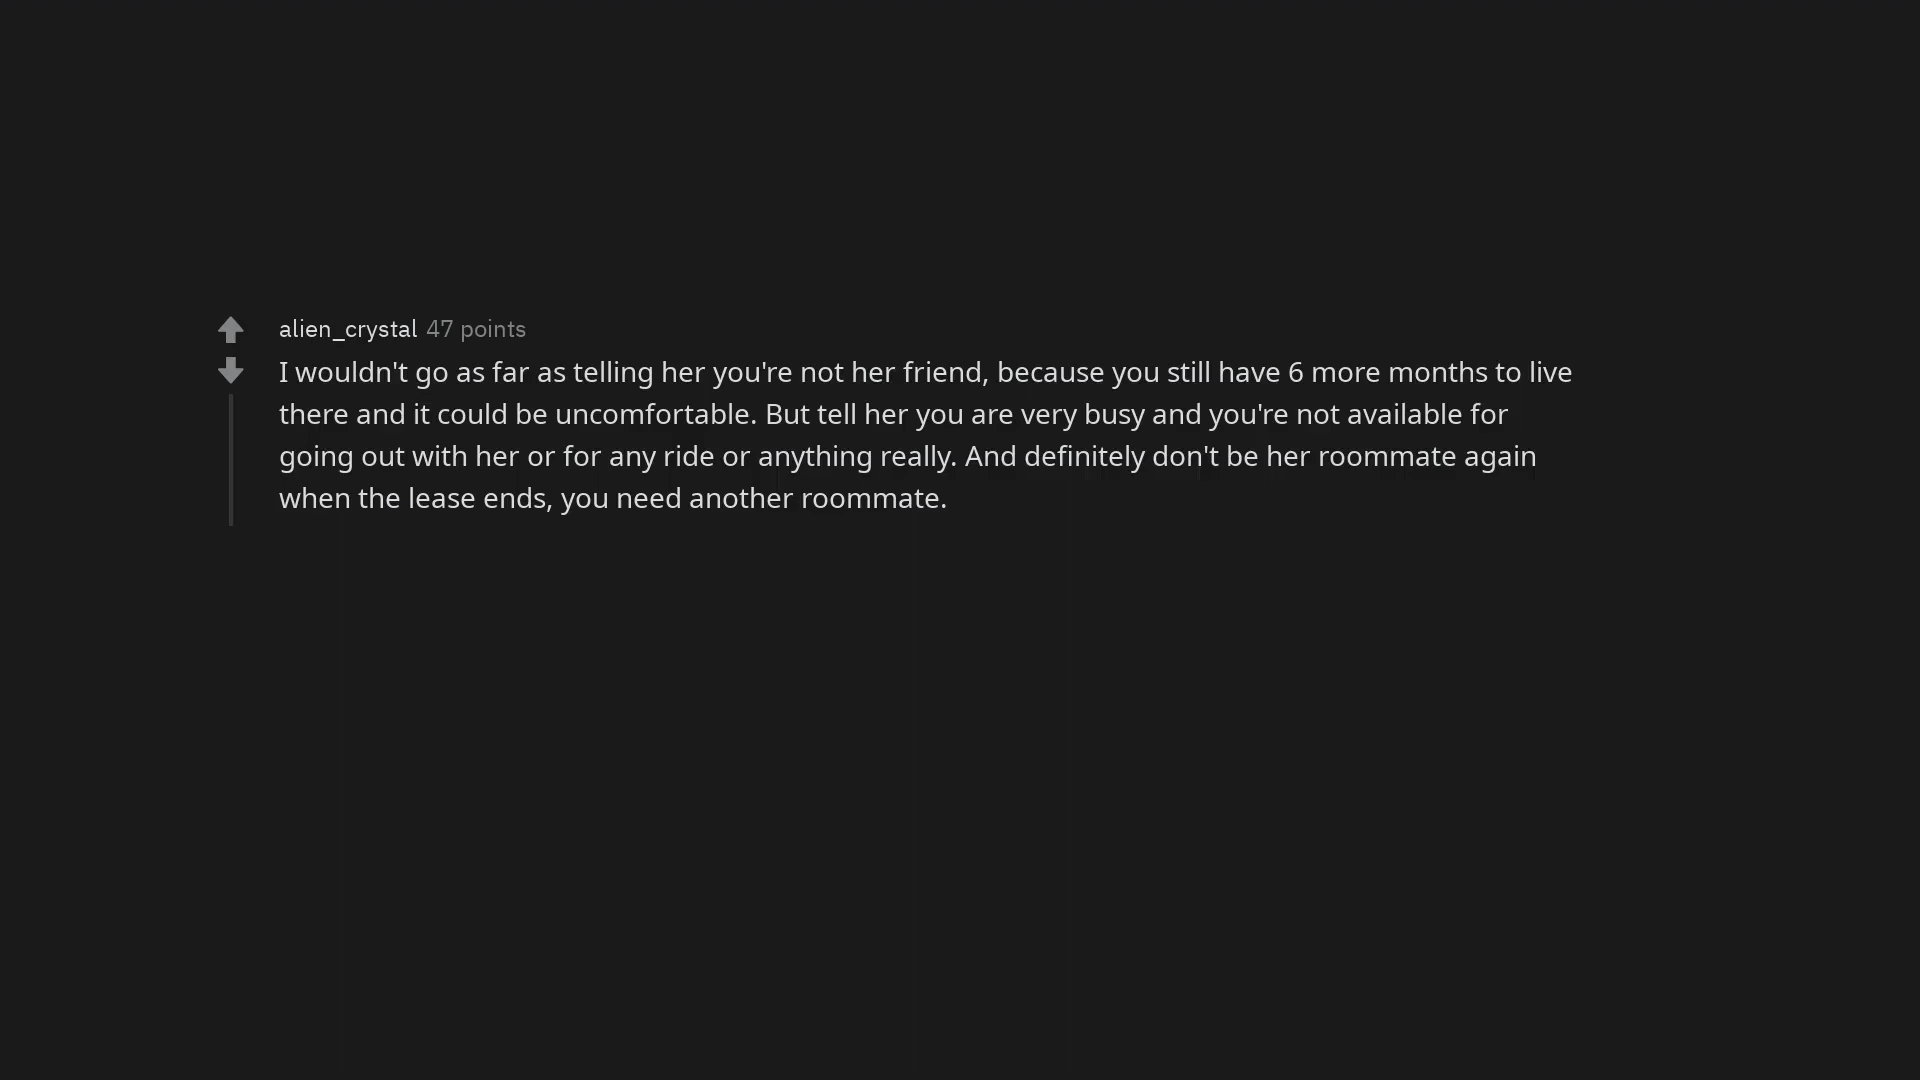 alien_crystal 47 points
I wouldn't go as far as telling her you're not her friend, because you still have 6 more months to live
there and it could be uncomfortable. But tell her you are very busy and you're not available for
going out with her or for any ride or anything really. And definitely don't be her roommate again
when the lease ends, you need another roommate.